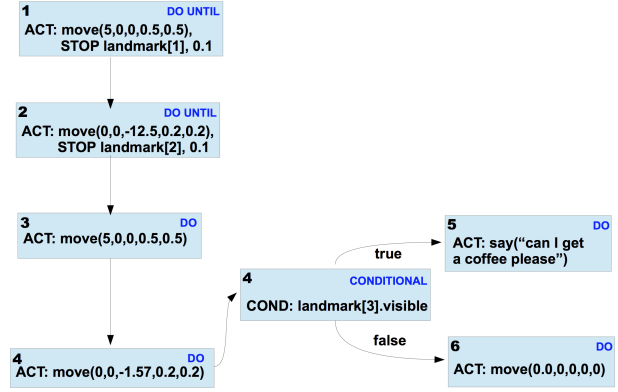 1 DO UNTIL
ACT: move(5,0,0,0.5,0.5),
STOP landmark[1], 0.1
2 DO UNTIL
ACT: move(0,0,-12.5,0.2,0.2),
STOP landmark[2], 0.1
3 DO
ACT: move(5,0,0,0.5,0.5)
4 DO
ACT: move(0,0,-1.57,0.2,0.2)
4 CONDITIONAL
COND: landmark[3].visible
true
false
5 DO
ACT: say(“can I get
a coffee please”)
6 DO
ACT: move(0.0,0,0,0,0)